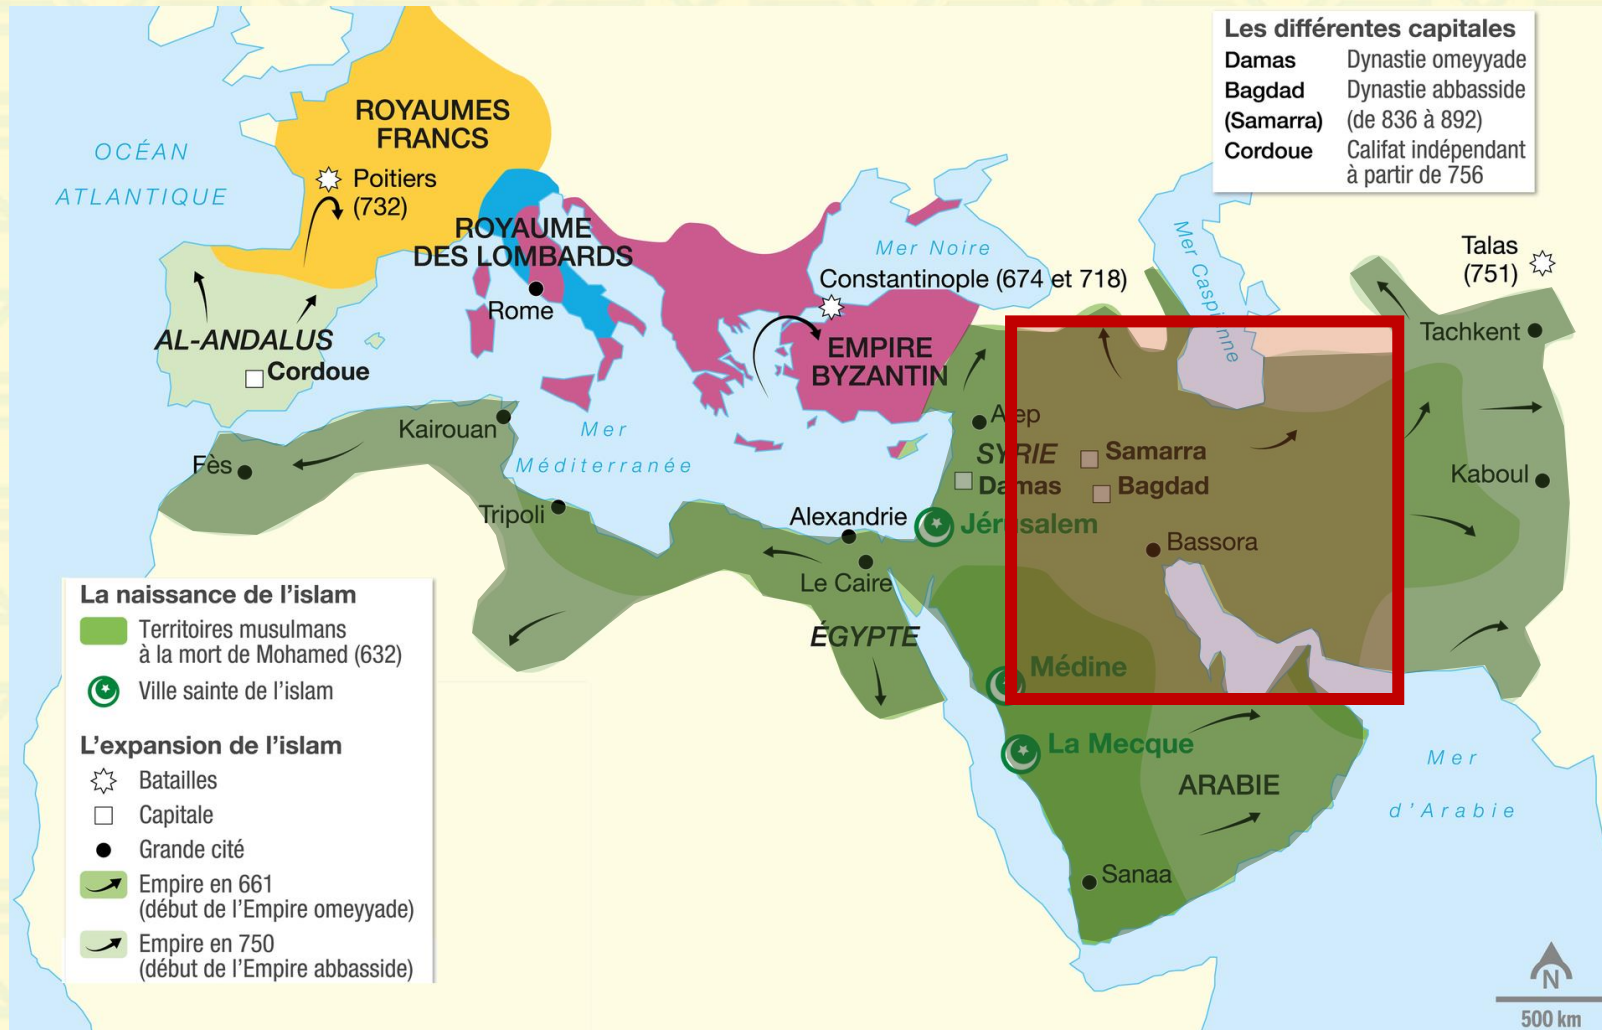 Les différentes capitales
Damas Dynastie omeyyade
Bagdad Dynastie abbasside
(Samarra) (de 836 à 892)
Cordoue Califat indépendant
à partir de 756
ROYAUMES
FRANCS
OCÉAN
ATLANTIQUE
Poitiers
(732)
ROYAUME
DES LOMBARDS
Rome
Mer Noire
Constantinople (674 et 718)
Mer Caspienne
Talas
(751)
Tachkent
AL-ANDALUS
Cordoue
EMPIRE
BYZANTIN
Kairouan
Mer
Méditerranée
Fès
Tripoli
Alep
SYRIE
Samarra
Damas
Bagdad
Kaboul
Alexandrie
Jérusalem
Bassora
Le Caire
ÉGYPTE
Médine
La Mecque
ARABIE
Mer
d'Arabie
Sanaa
La naissance de l'islam
Territoires musulmans
à la mort de Mohamed (632)
Ville sainte de l'islam
L'expansion de l'islam
Batailles
Capitale
Grande cité
Empire en 661
(début de l'Empire omeyyade)
Empire en 750
(début de l'Empire abbasside)
N
500 km